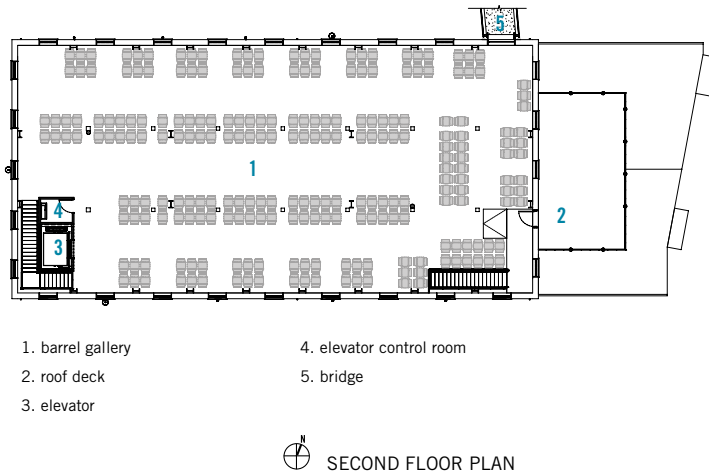 5
1
4
3
2
1. barrel gallery
2. roof deck
3. elevator
4. elevator control room
5. bridge
N
SECOND FLOOR PLAN